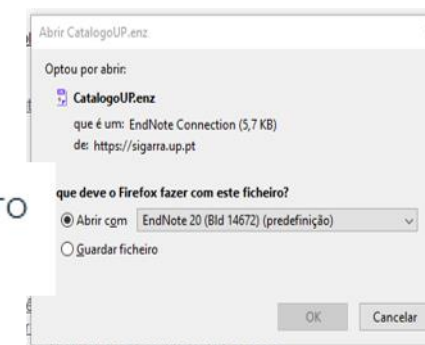 Abrir CatalogoUP.enz
Optou por abrir:
CatalogoUP.enz
que é um: EndNote Connection (5,7 KB)
de: https://sigarra.up.pt
que deve o Firefox fazer com este ficheiro?
Abrir com EndNote 20 (Bld 14672) (predefinição)
Guardar ficheiro
OK Cancelar